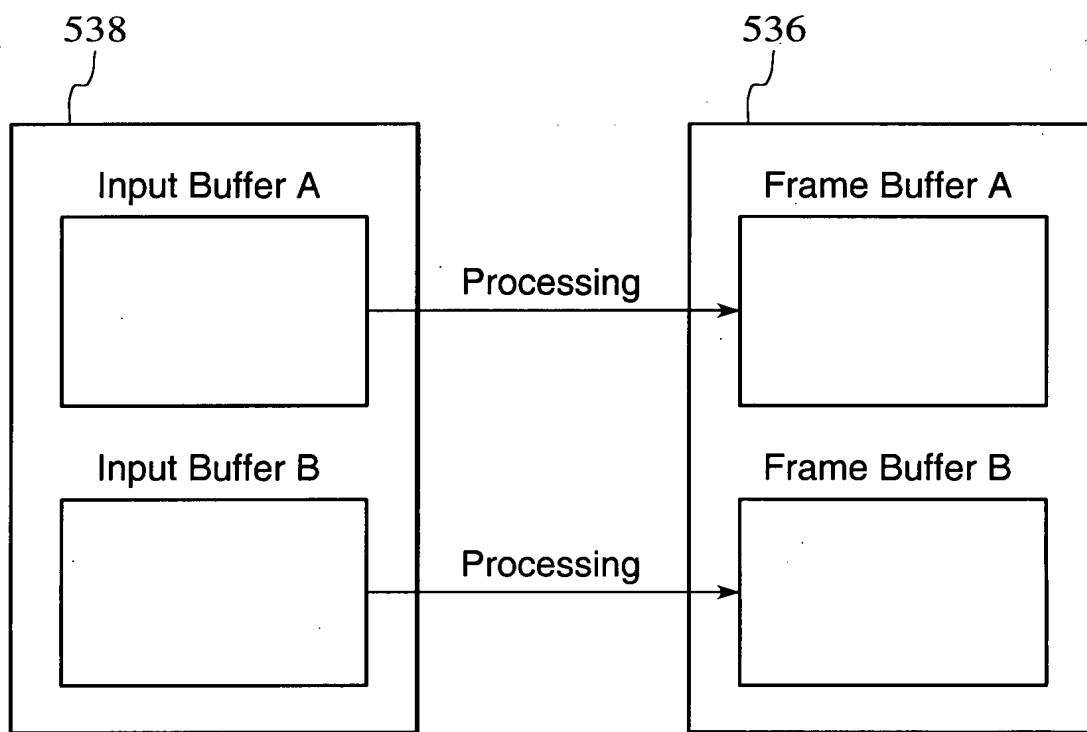 538
536
Input Buffer A
Frame Buffer A
Processing
Input Buffer B
Frame Buffer B
Processing